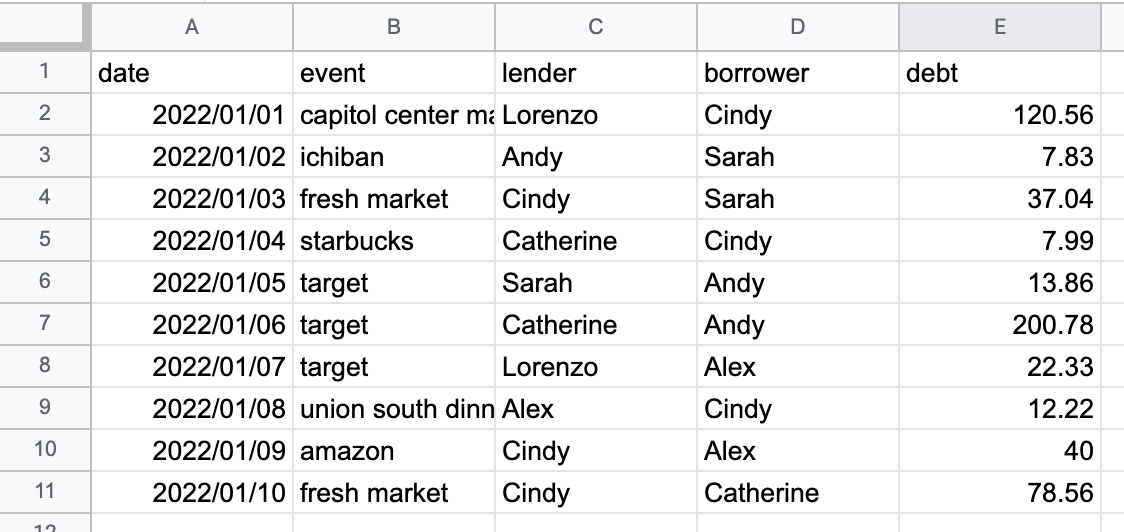 A B C D E
1 date event lender borrower debt
2 2022/01/01 capitol center Lorenzo Cindy 120.56
3 2022/01/02 ichiban Andy Sarah 7.83
4 2022/01/03 fresh market Cindy Sarah 37.04
5 2022/01/04 starbucks Catherine Cindy 7.99
6 2022/01/05 target Sarah Andy 13.86
7 2022/01/06 target Catherine Andy 200.78
8 2022/01/07 target Lorenzo Alex 22.33
9 2022/01/08 union south dinn Alex Cindy 12.22
10 2022/01/09 amazon Cindy Alex 40
11 2022/01/10 fresh market Cindy Catherine 78.56
12